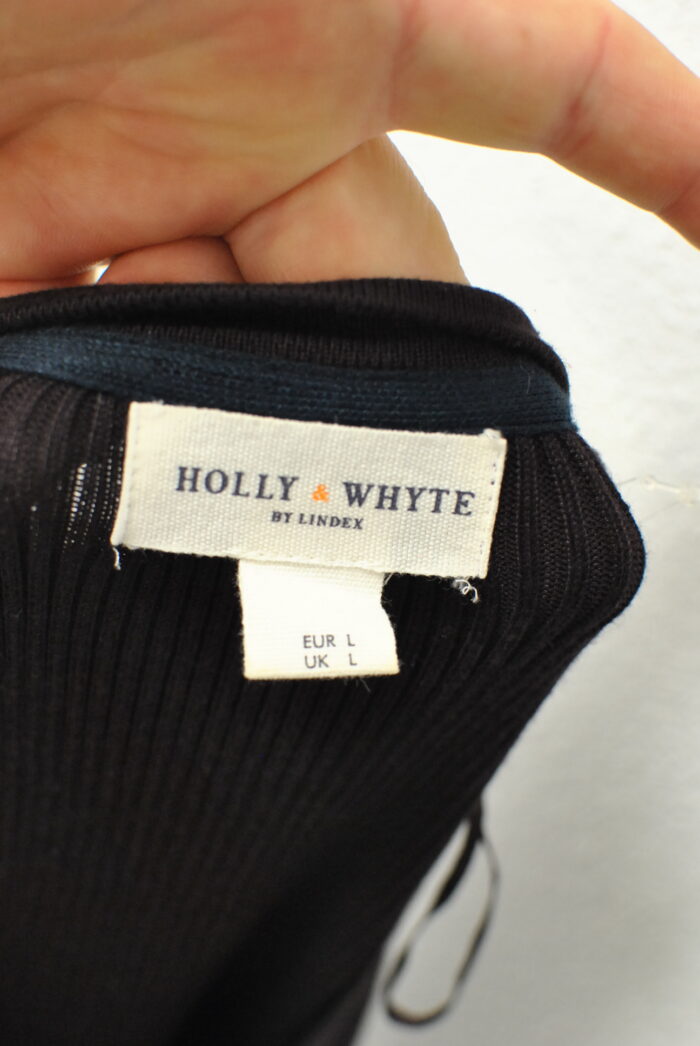 HOLLY & WHYTE
BY LINDEX
EUR L
UK L